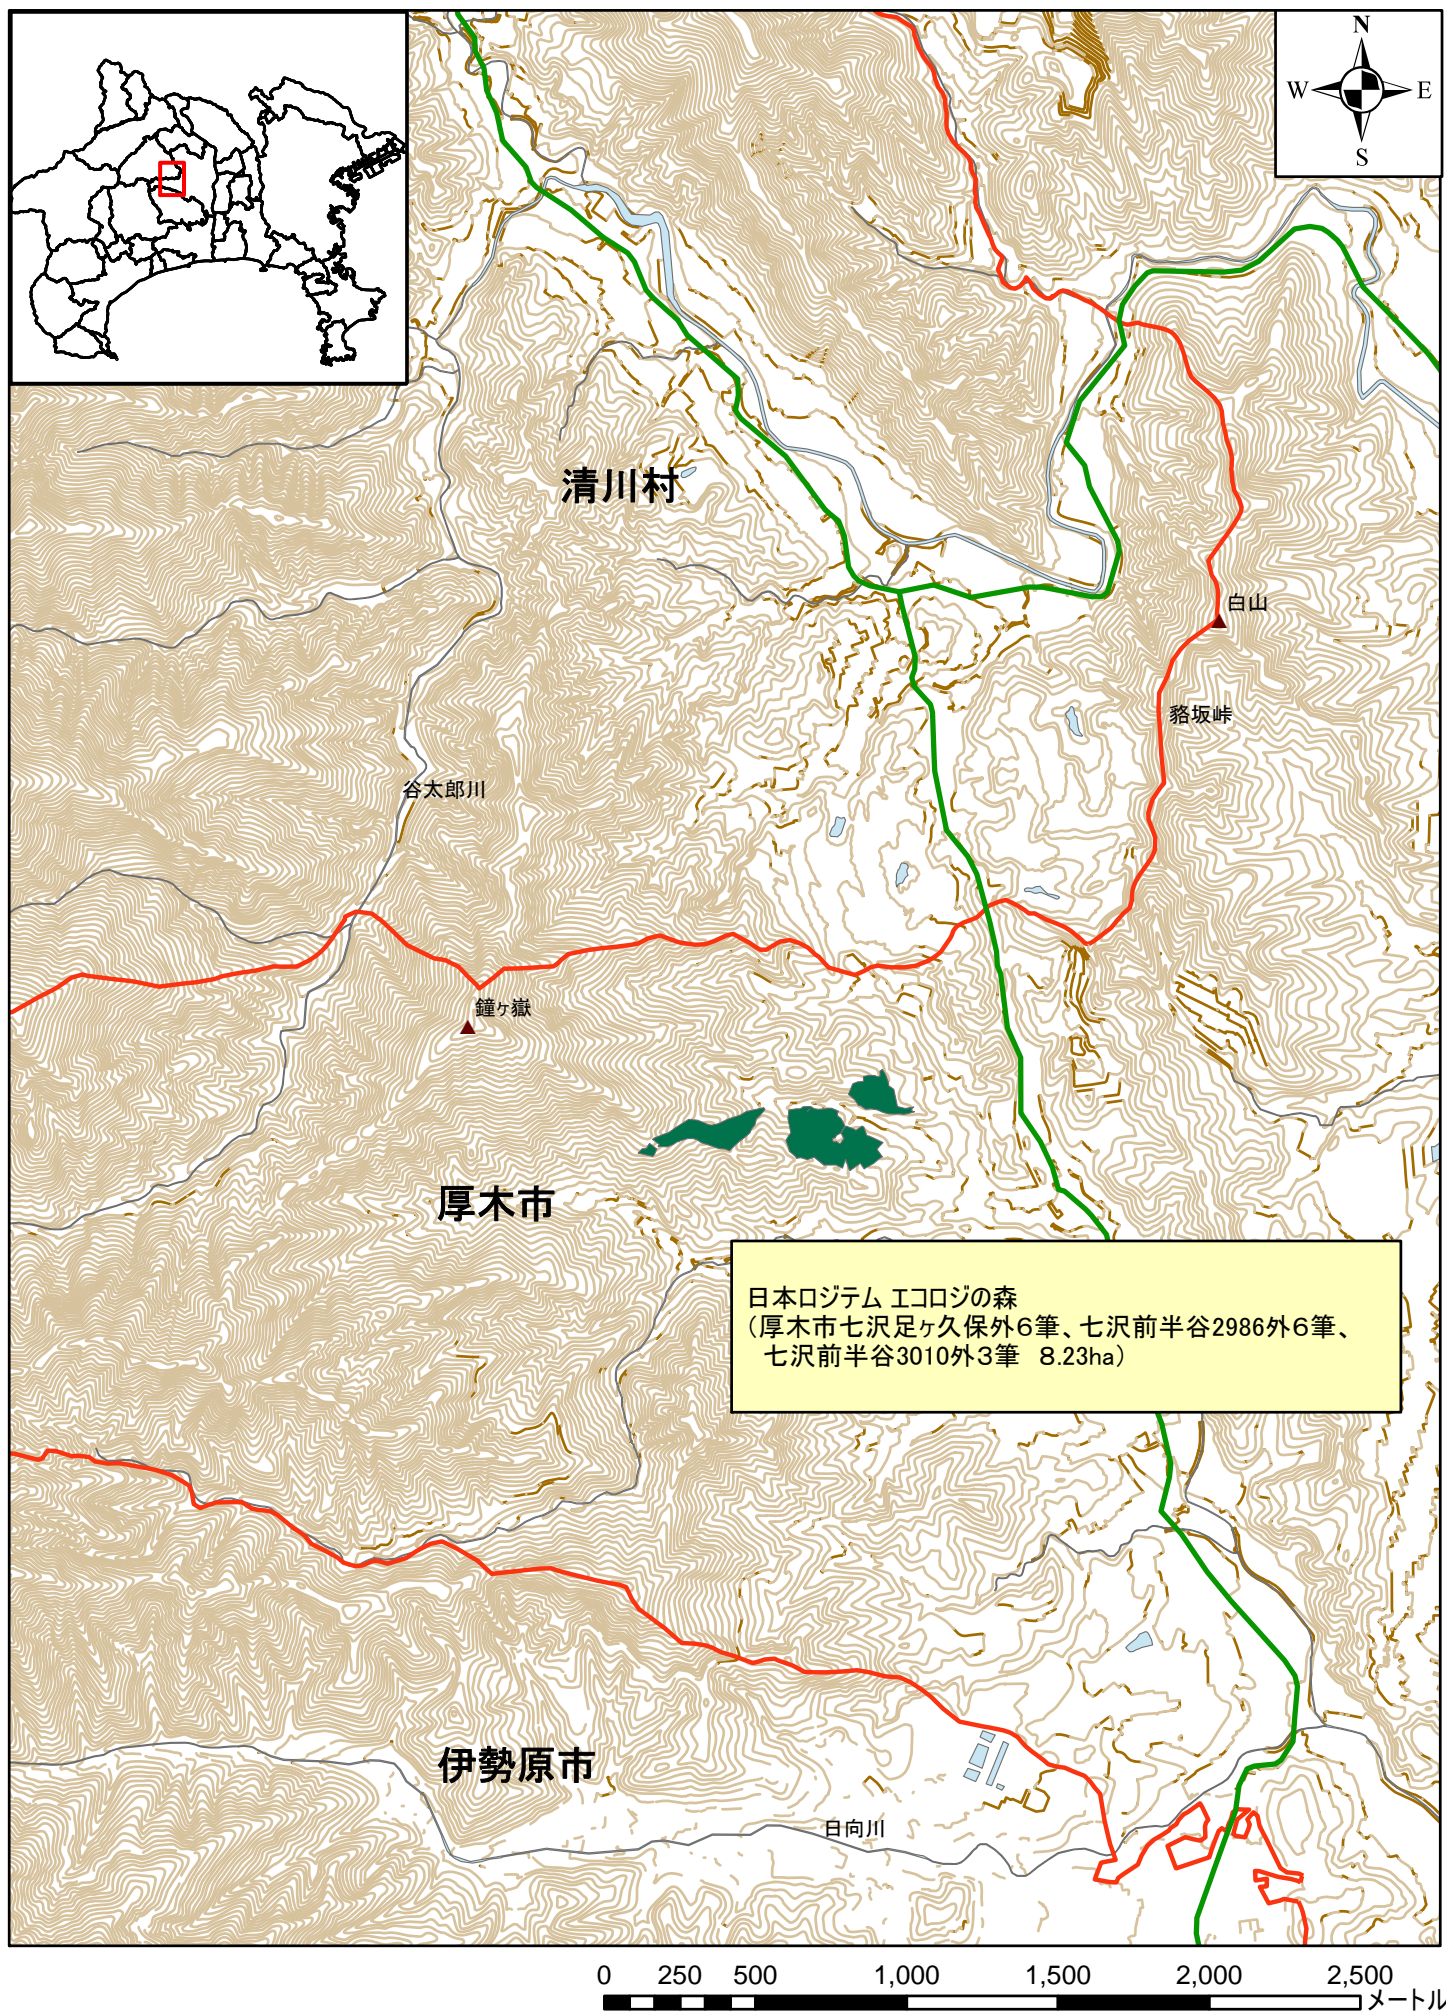 N
W E
S
清川村
白山
貉坂峠
谷太郎川
鐘ヶ嶽
厚木市
日本ロジテム エコロジの森
(厚木市七沢足ヶ久保外6筆、七沢前半谷2986外6筆、
七沢前半谷3010外3筆 8.23ha)
伊勢原市
日向川
0 250 500 1,000 1,500 2,000 2,500
メートル